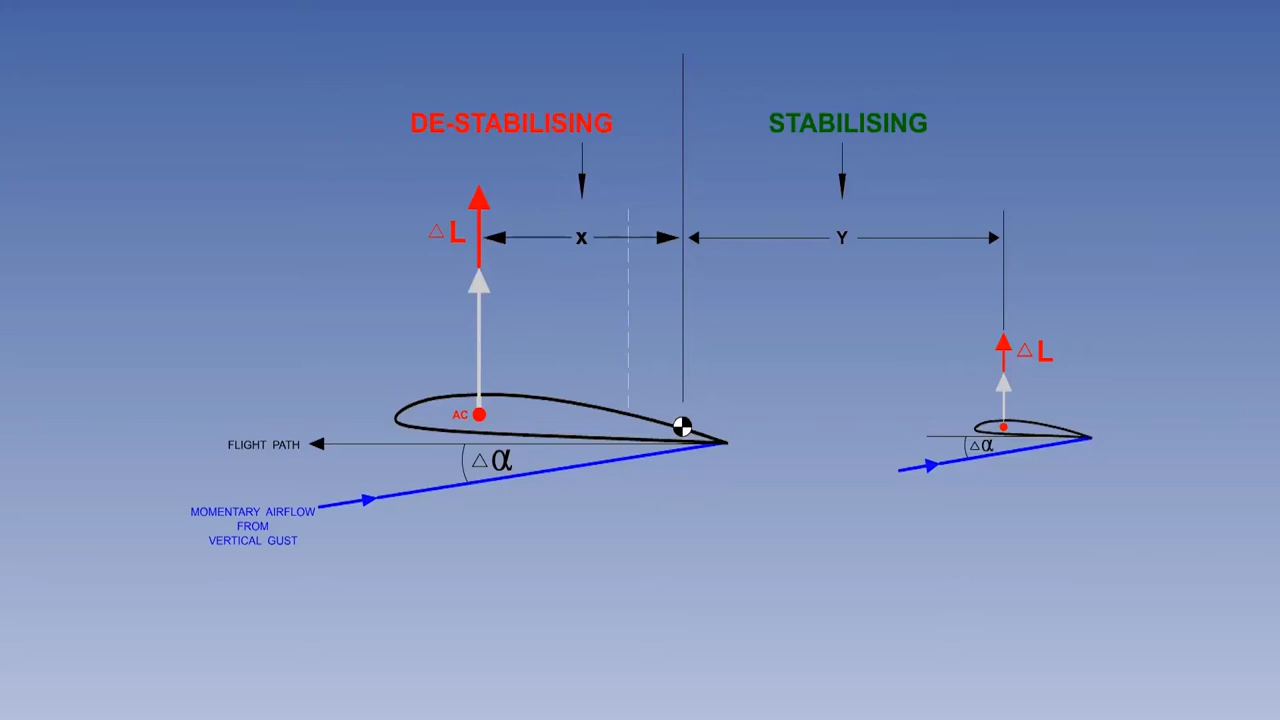 DE-STABILISING
STABILISING
△L
x
Y
△L
AC
FLIGHT PATH
△α
△α
MOMENTARY AIRFLOW
FROM
VERTICAL GUST